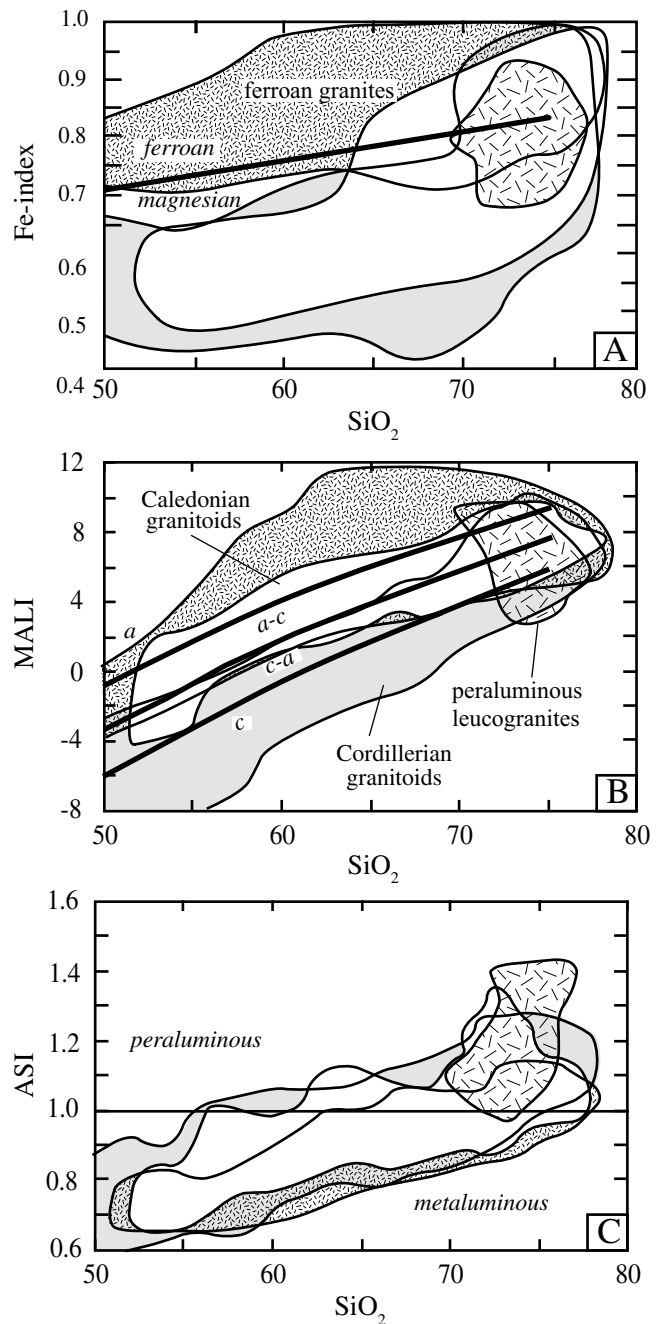 1.0
0.9
ferroan granites
0.8
ferroan
0.7
magnesian
Fe-index
0.6
0.5
A
0.4
50
60
70
80
SiO2
12
Caledonian
granitoids
8
4
a
a-c
MALI
0
c-a
peraluminous
leucogranites
c
-4
Cordillerian
granitoids
-8
B
50
60
70
80
SiO2
1.6
1.4
ASI
peraluminous
1.2
1.0
0.8
metaluminous
0.6
C
50
60
70
80
SiO2